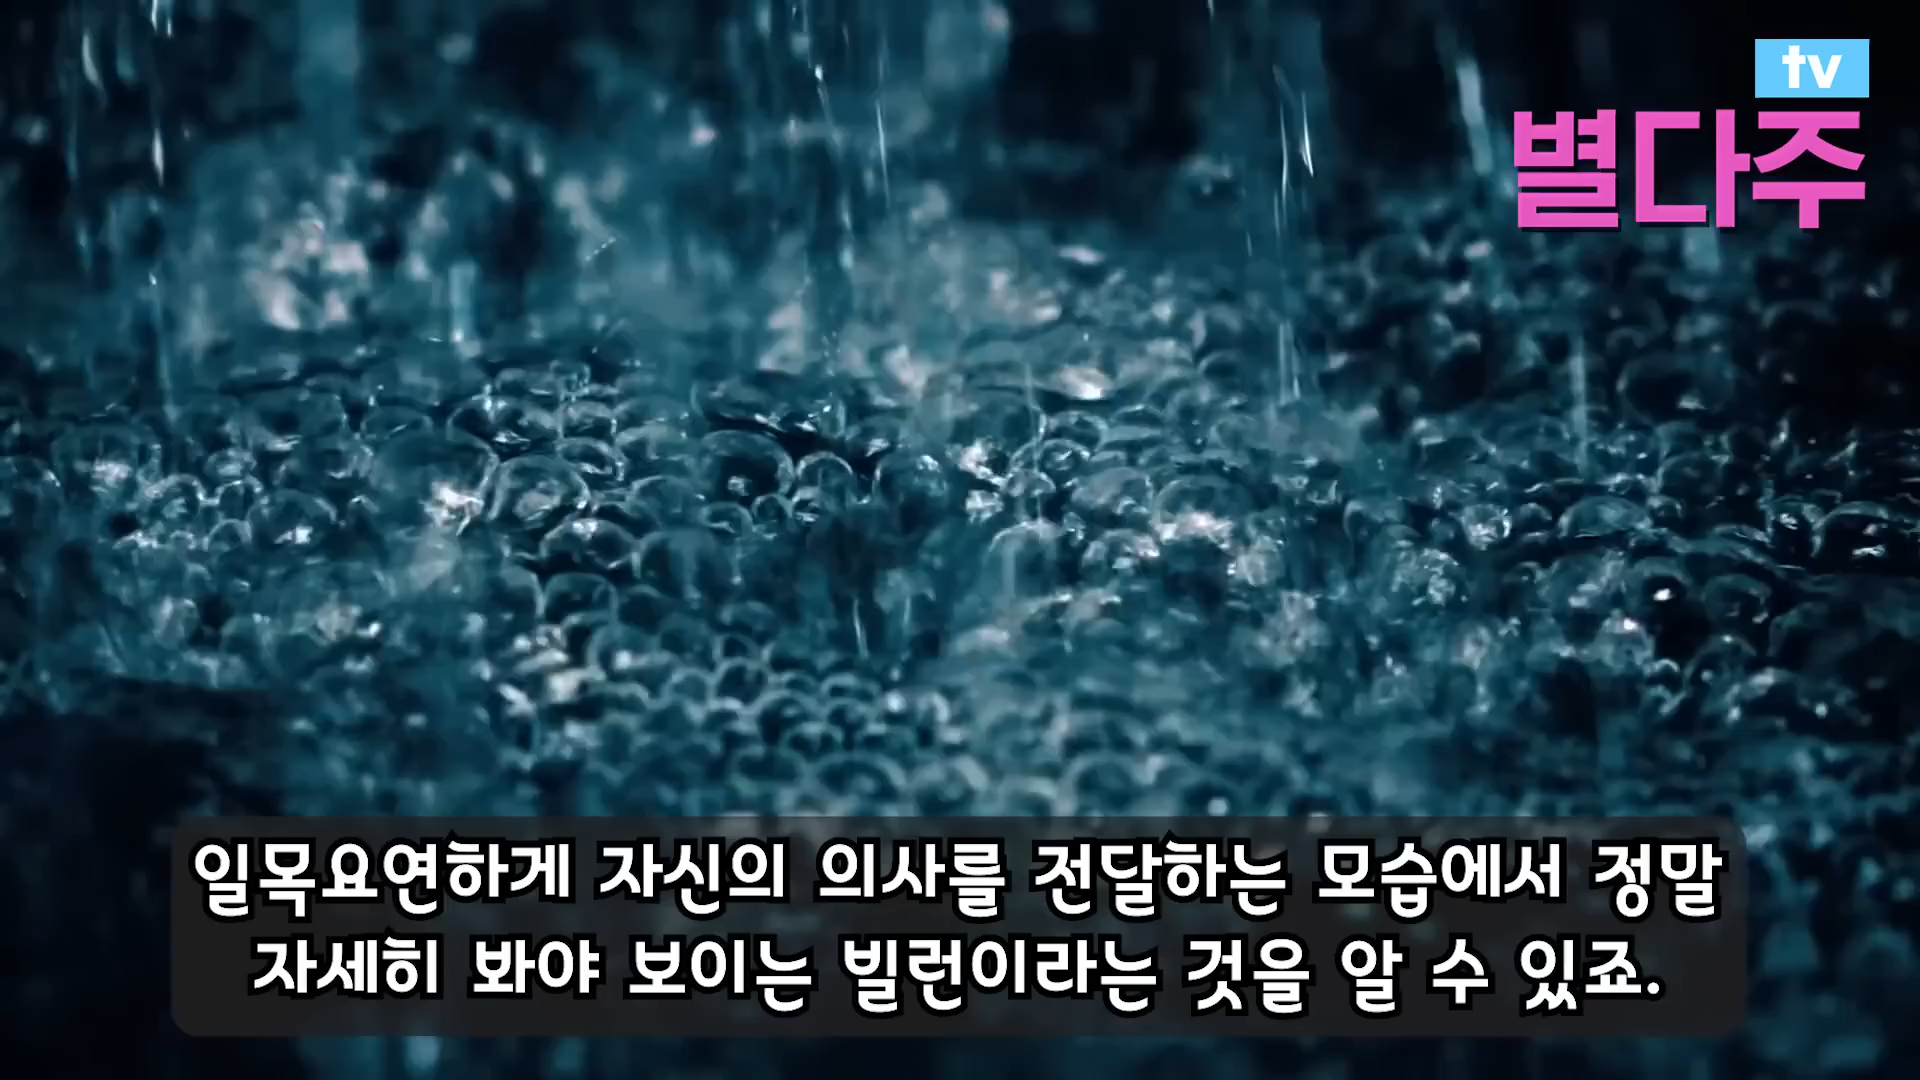 tv
별다주
일목요연하게 자신의 의사를 전달하는 모습에서 정말
자세히 봐야 보이는 빌런이라는 것을 알 수 있죠.